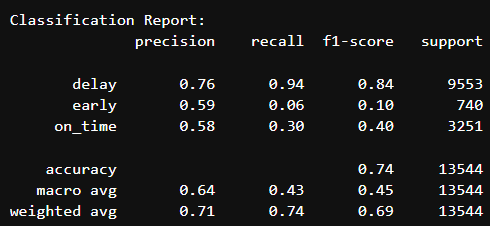 Classification Report:
precision recall f1-score support
delay 0.76 0.94 0.84 9553
early 0.59 0.06 0.10 740
on_time 0.58 0.30 0.40 3251
accuracy 0.74 13544
macro avg 0.64 0.43 0.45 13544
weighted avg 0.71 0.74 0.69 13544